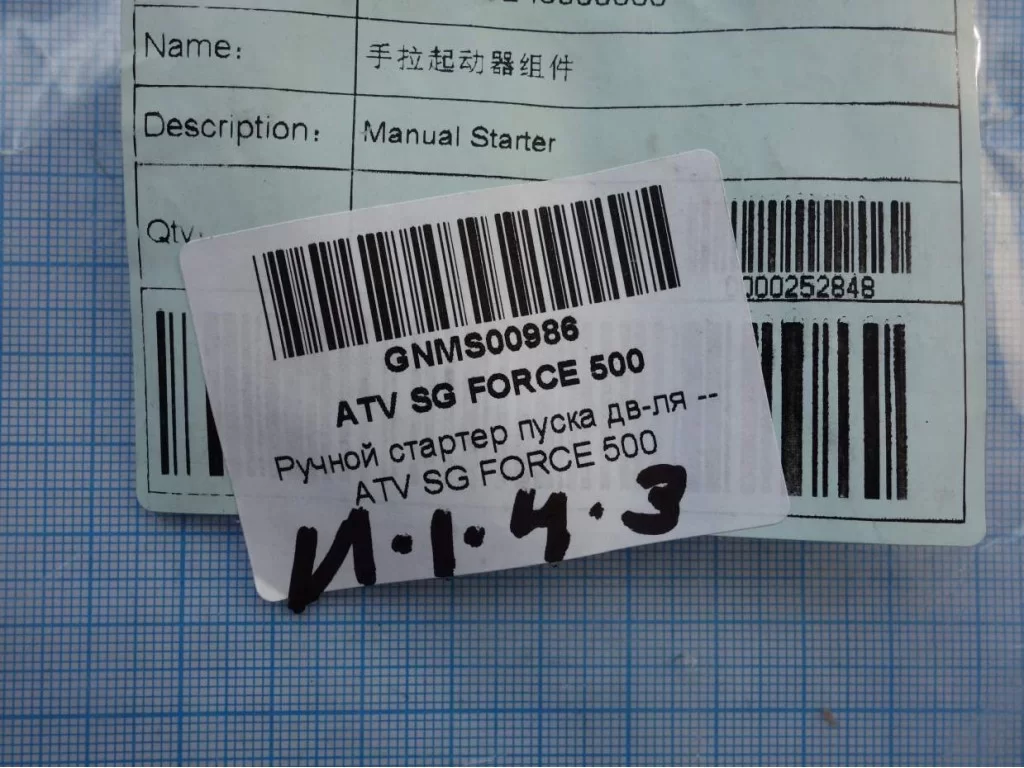 Name:
手拉起动器组件
Description:
Manual Starter
Qty
000252848
GNMS00986
ATV SG FORCE 500
Ручной стартер пуска дв-ля --
ATV SG FORCE 500
И.1.4.3